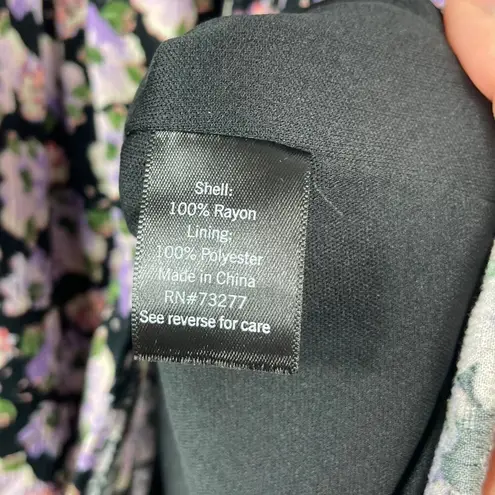 Shell:
100% Rayon
Lining:
100% Polyester
Made in China
RN#73277
See reverse for care